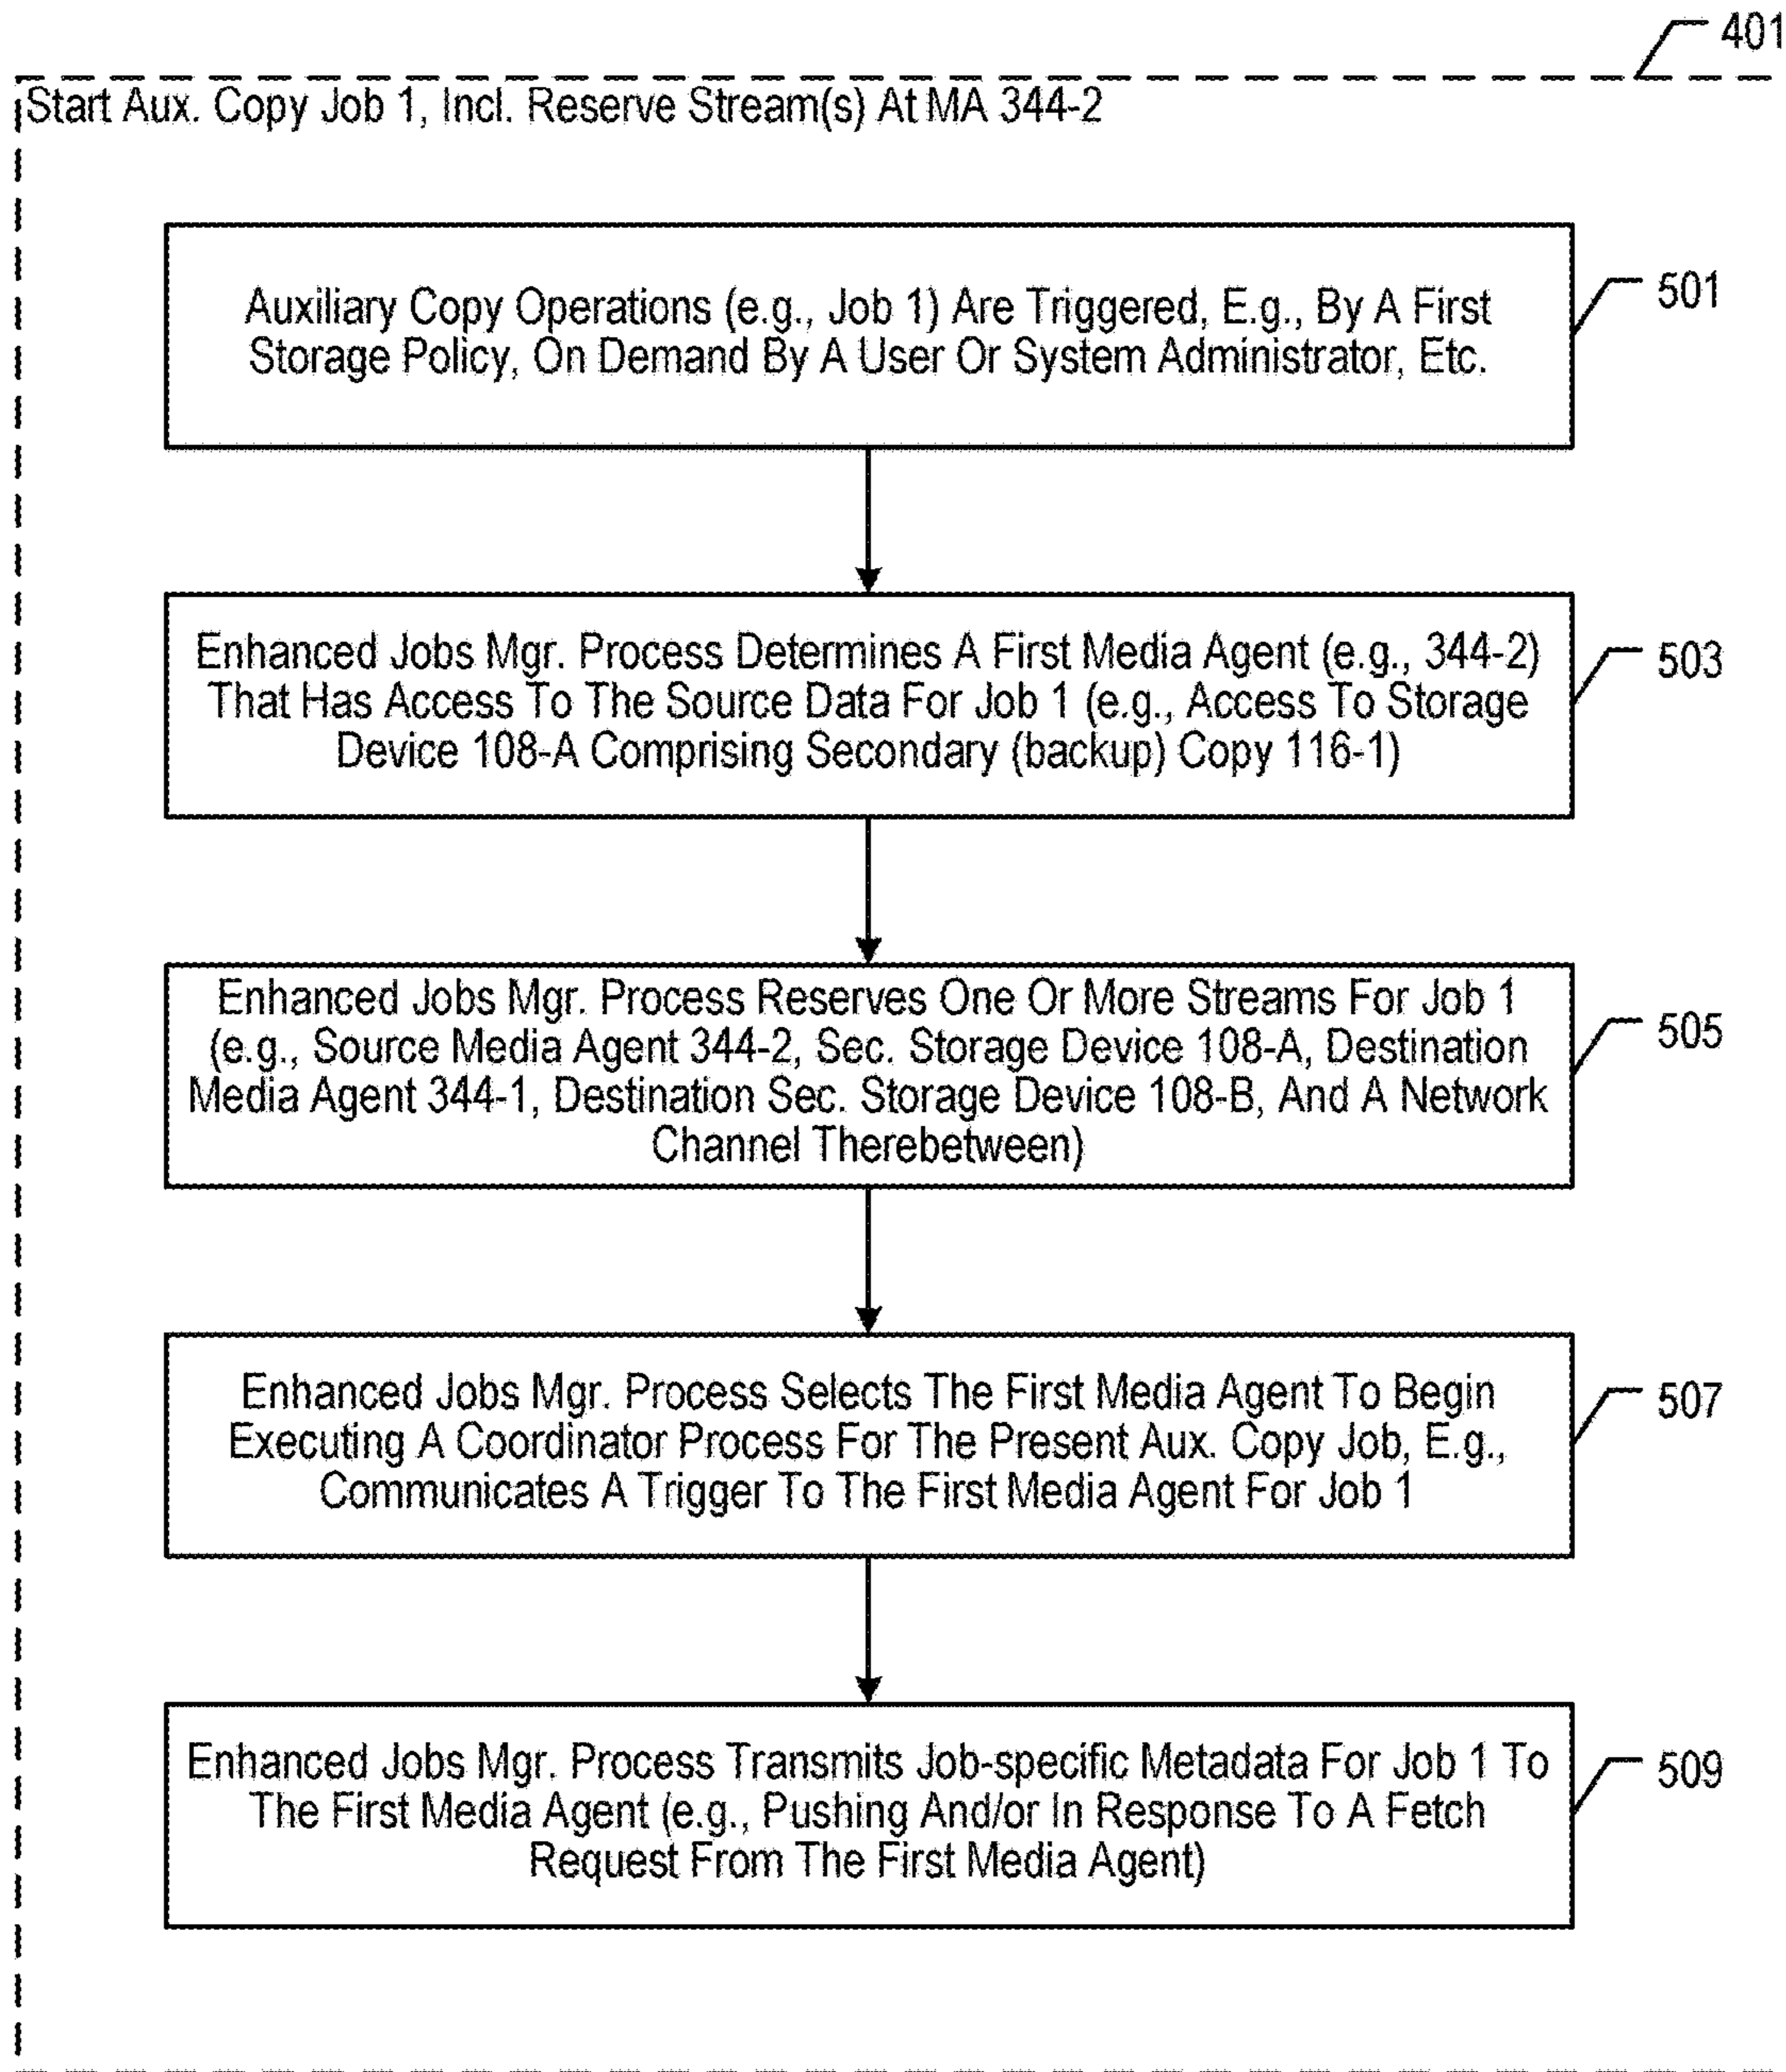 401
Start Aux. Copy Job 1, Incl. Reserve Stream(s) At MA 344-2
Auxiliary Copy Operations (e.g., Job 1) Are Triggered, E.g., By A First
Storage Policy, On Demand By A User Or System Administrator, Etc.
501
Enhanced Jobs Mgr. Process Determines A First Media Agent (e.g., 344-2)
That Has Access To The Source Data For Job 1 (e.g., Access To Storage
Device 108-A Comprising Secondary (backup) Copy 116-1)
503
Enhanced Jobs Mgr. Process Reserves One Or More Streams For Job 1
(e.g., Source Media Agent 344-2, Sec. Storage Device 108-A, Destination
Media Agent 344-1, Destination Sec. Storage Device 108-B, And A Network
Channel Therebetween)
505
Enhanced Jobs Mgr. Process Selects The First Media Agent To Begin
Executing A Coordinator Process For The Present Aux. Copy Job, E.g.,
Communicates A Trigger To The First Media Agent For Job 1
507
Enhanced Jobs Mgr. Process Transmits Job-specific Metadata For Job 1 To
The First Media Agent (e.g., Pushing And/or In Response To A Fetch
Request From The First Media Agent)
509